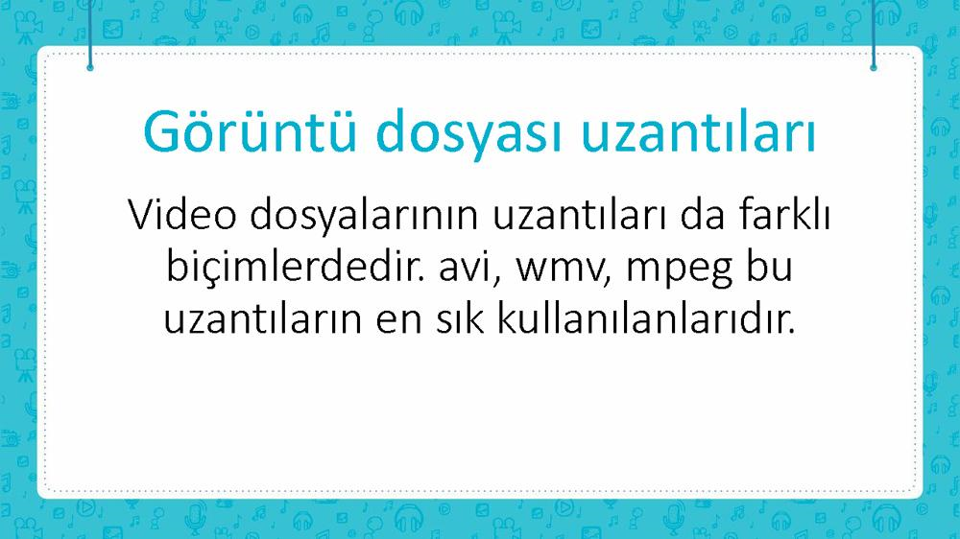 Görüntü dosyası uzantıları
Video dosyalarının uzantıları da farklı
biçimlerdedir. avi, wmv, mpeg bu
uzantıların en sık kullanılanlarıdır.